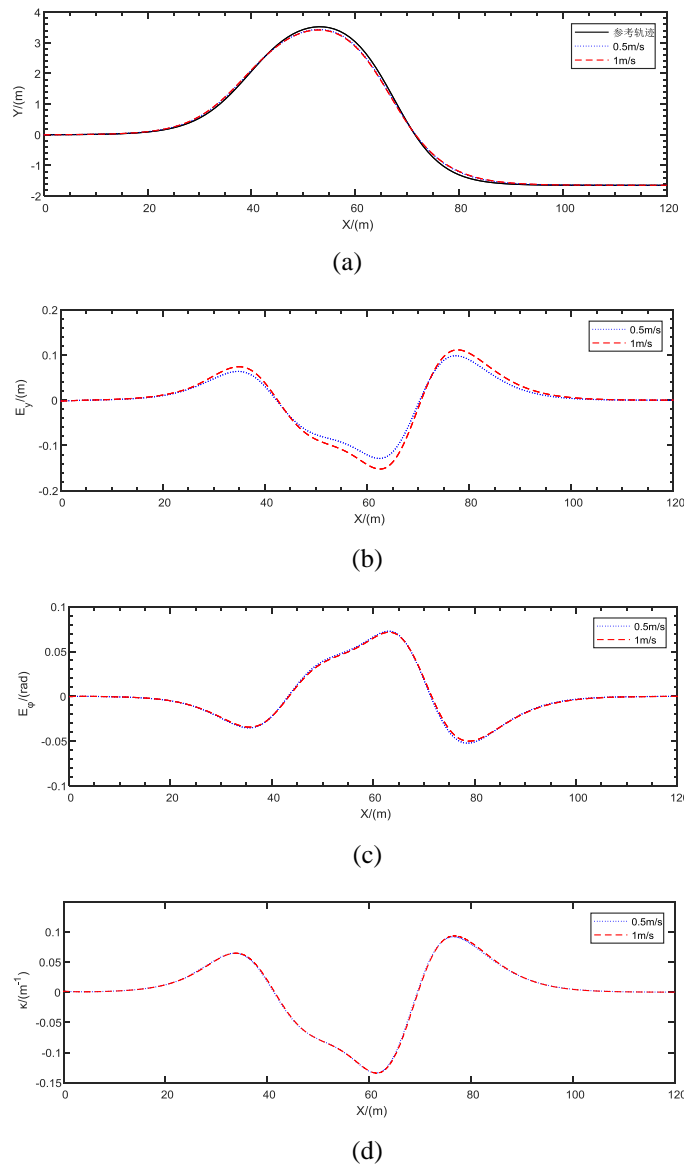 4
3
2
1
0
-1
-2
Y/(m)
参考轨迹
0.5m/s
1m/s
0 20 40 60 80 100 120
X/(m)
(a)
0.2
0.1
0
-0.1
-0.2
E_y/(m)
0.5m/s
1m/s
0 20 40 60 80 100 120
X/(m)
(b)
0.1
0.05
0
-0.05
-0.1
E_φ/(rad)
0.5m/s
1m/s
0 20 40 60 80 100 120
X/(m)
(c)
0.1
0.05
0
-0.05
-0.1
-0.15
κ/(m⁻¹)
0.5m/s
1m/s
0 20 40 60 80 100 120
X/(m)
(d)